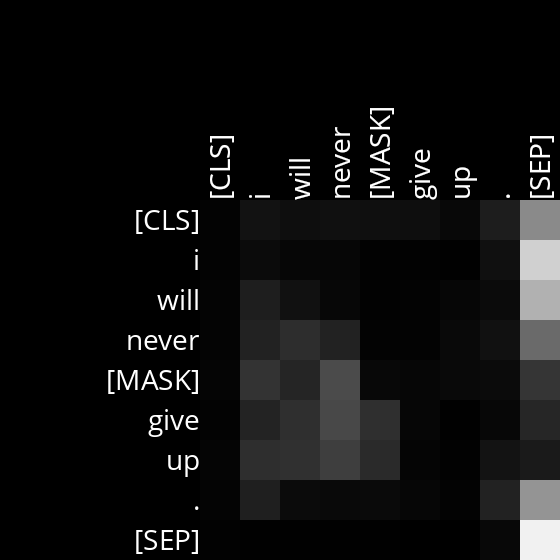 [CLS] i will never [MASK] give up . [SEP]
[CLS]
i
will
never
[MASK]
give
up
.
[SEP]